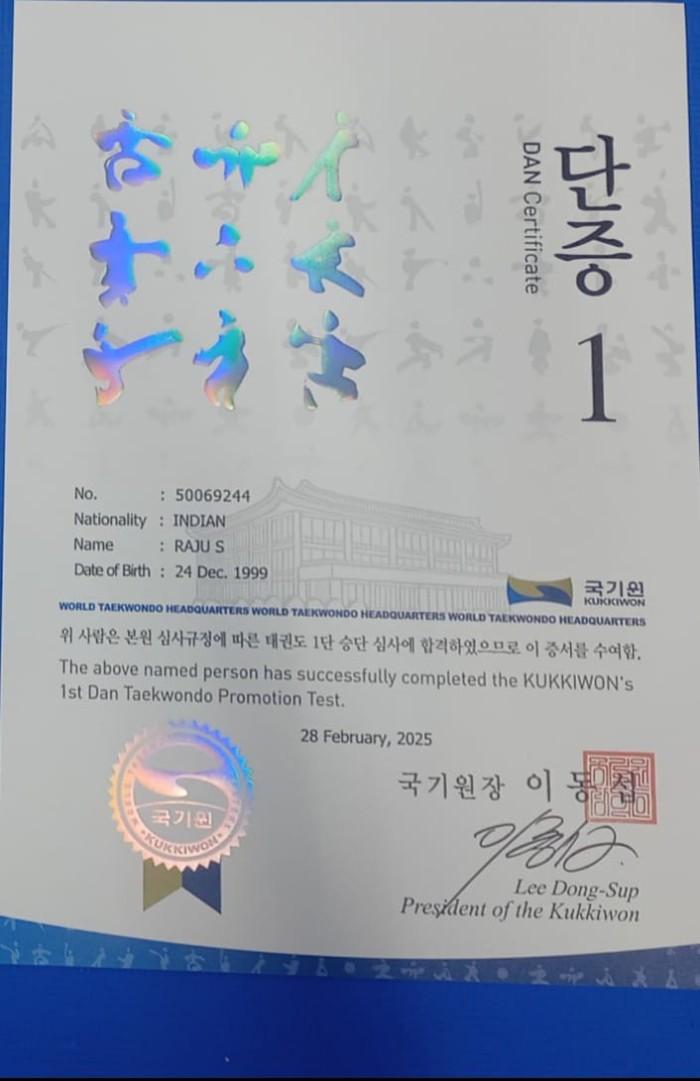 단증 1
DAN Certificate
No. : 50069244
Nationality : INDIAN
Name : RAJU S
Date of Birth : 24 Dec. 1999
국기원
KUKKIWON
WORLD TAEKWONDO HEADQUARTERS WORLD TAEKWONDO HEADQUARTERS WORLD TAEKWONDO HEADQUARTERS
위 사람은 본원 심사규정에 따른 태권도 1단 승단 심사에 합격하였으므로 이 증서를 수여함.
The above named person has successfully completed the KUKKIWON's
1st Dan Taekwondo Promotion Test.
28 February, 2025
국기원장 이동섭
국기원
KUKKIWON
Lee Dong-Sup
President of the Kukkiwon